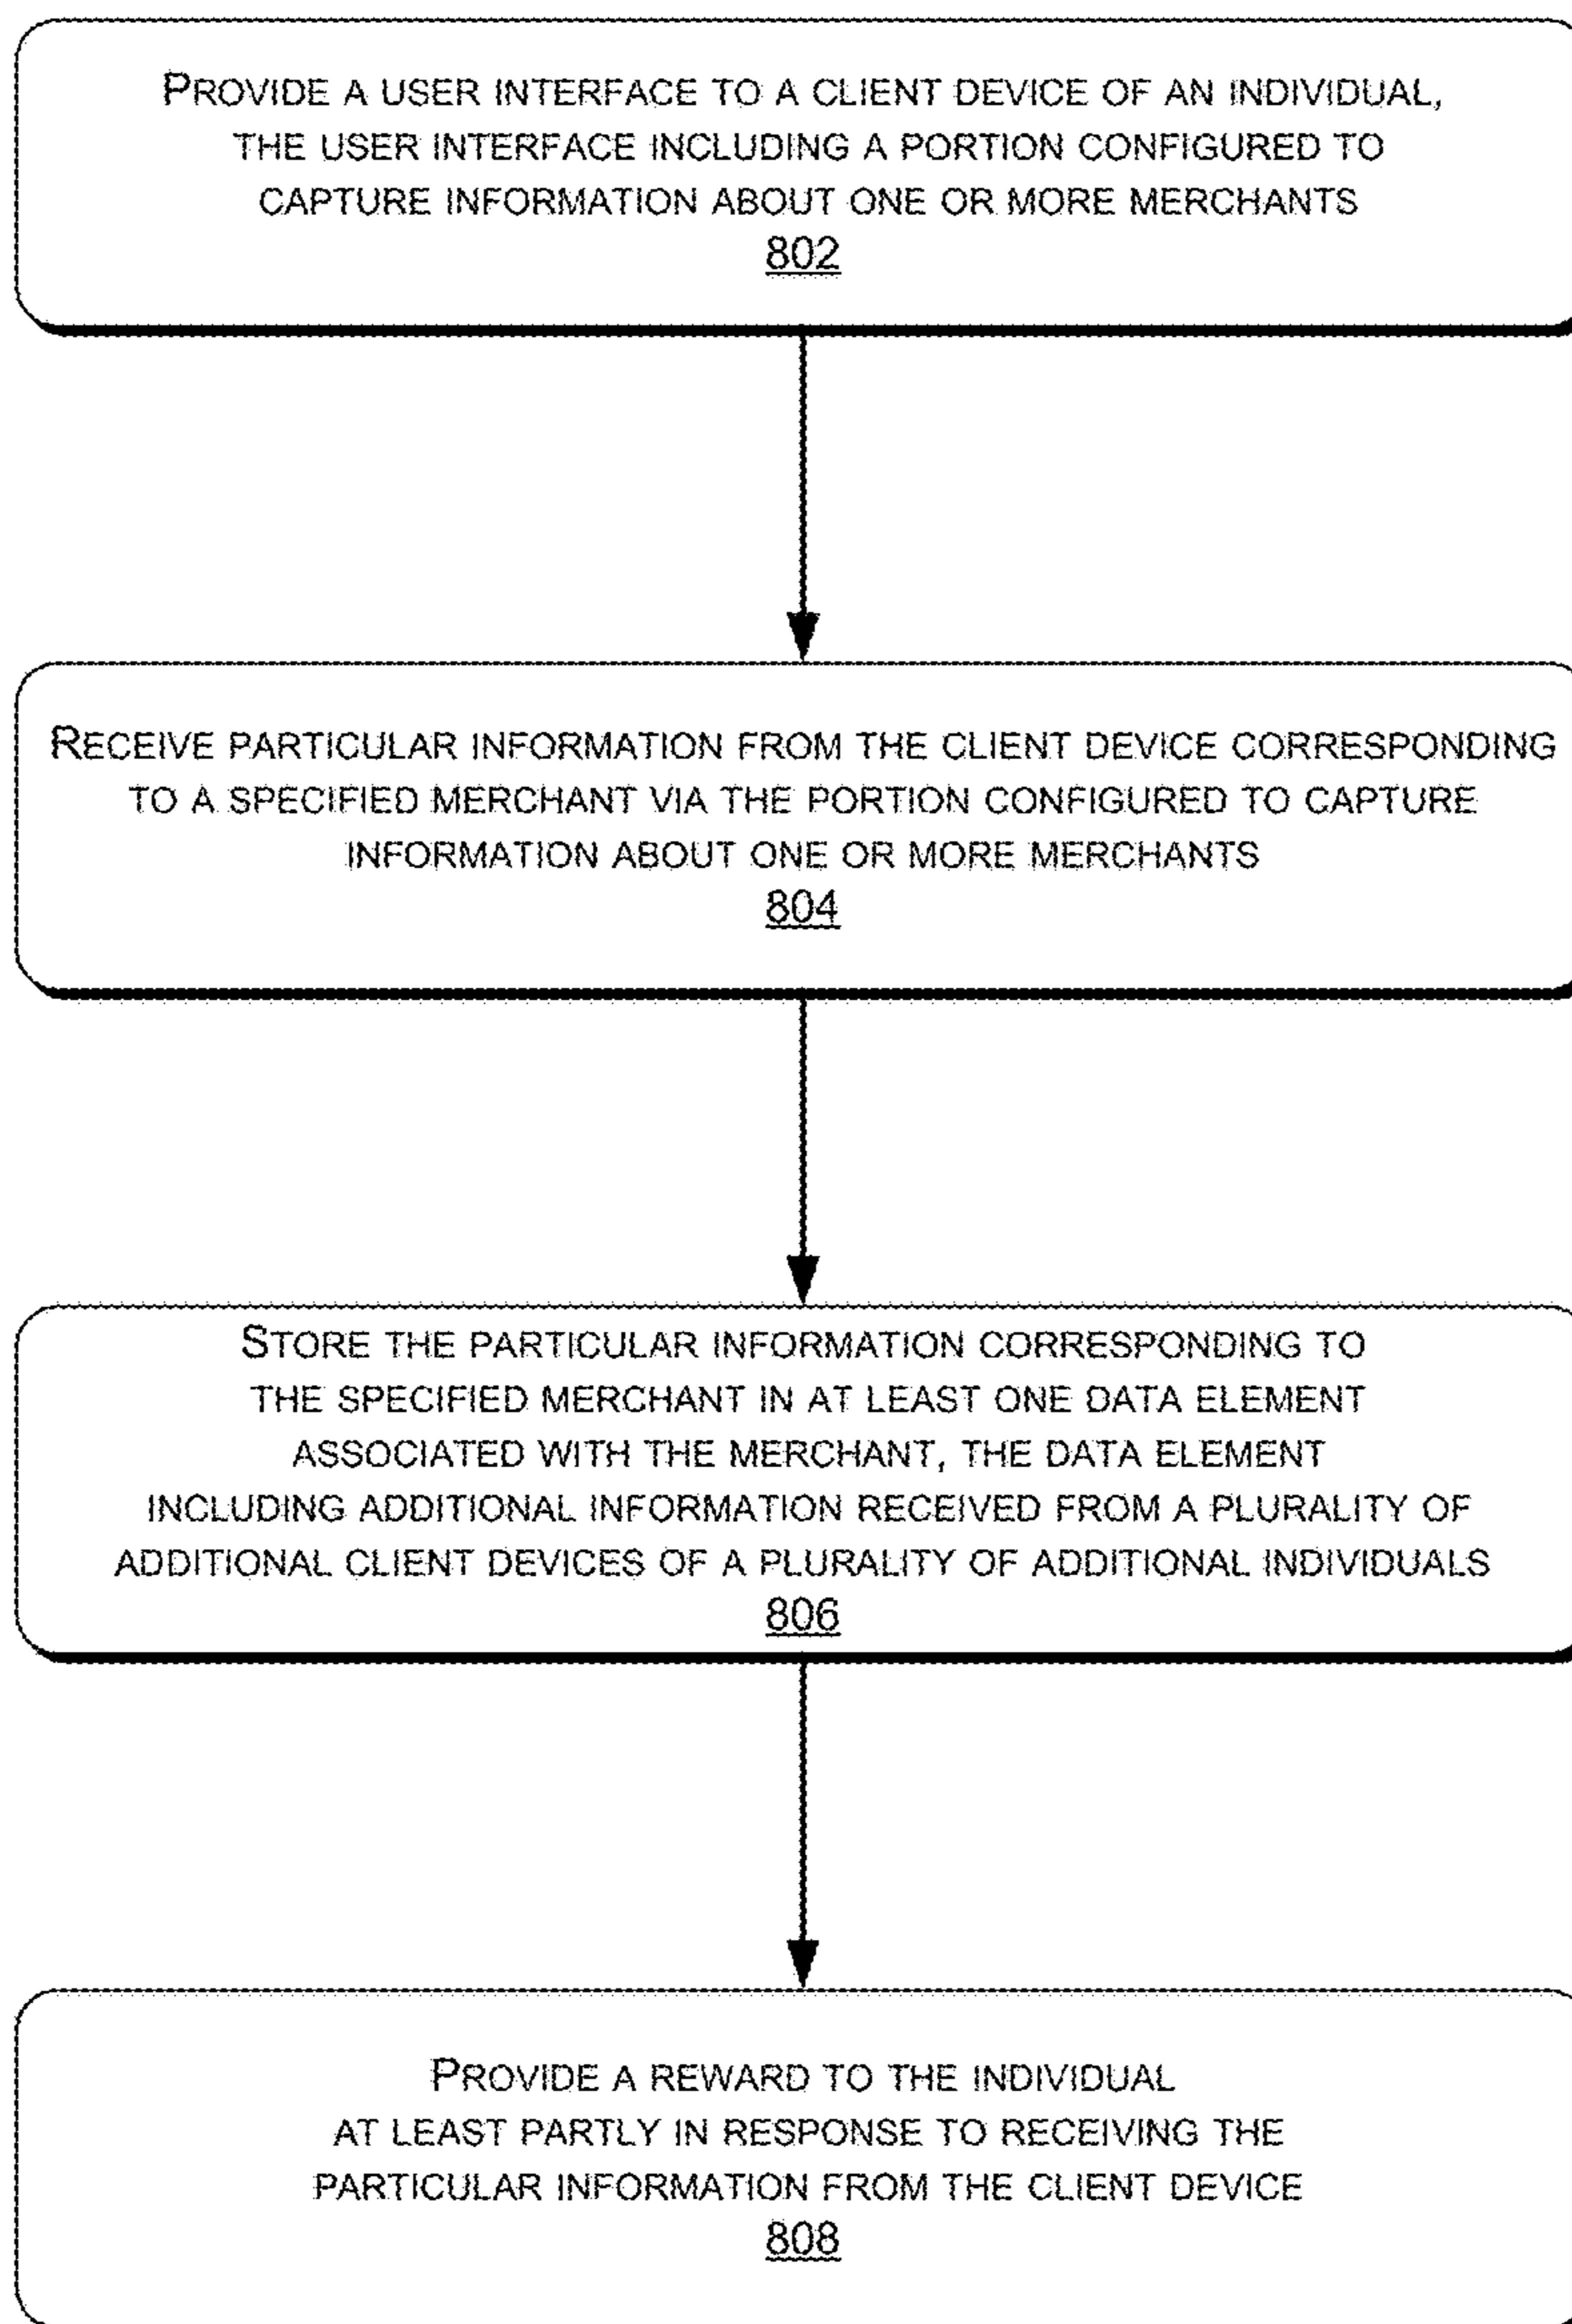 PROVIDE A USER INTERFACE TO A CLIENT DEVICE OF AN INDIVIDUAL,
THE USER INTERFACE INCLUDING A PORTION CONFIGURED TO
CAPTURE INFORMATION ABOUT ONE OR MORE MERCHANTS
802
RECEIVE PARTICULAR INFORMATION FROM THE CLIENT DEVICE CORRESPONDING
TO A SPECIFIED MERCHANT VIA THE PORTION CONFIGURED TO CAPTURE
INFORMATION ABOUT ONE OR MORE MERCHANTS
804
STORE THE PARTICULAR INFORMATION CORRESPONDING TO
THE SPECIFIED MERCHANT IN AT LEAST ONE DATA ELEMENT
ASSOCIATED WITH THE MERCHANT, THE DATA ELEMENT
INCLUDING ADDITIONAL INFORMATION RECEIVED FROM A PLURALITY OF
ADDITIONAL CLIENT DEVICES OF A PLURALITY OF ADDITIONAL INDIVIDUALS
806
PROVIDE A REWARD TO THE INDIVIDUAL
AT LEAST PARTLY IN RESPONSE TO RECEIVING THE
PARTICULAR INFORMATION FROM THE CLIENT DEVICE
808